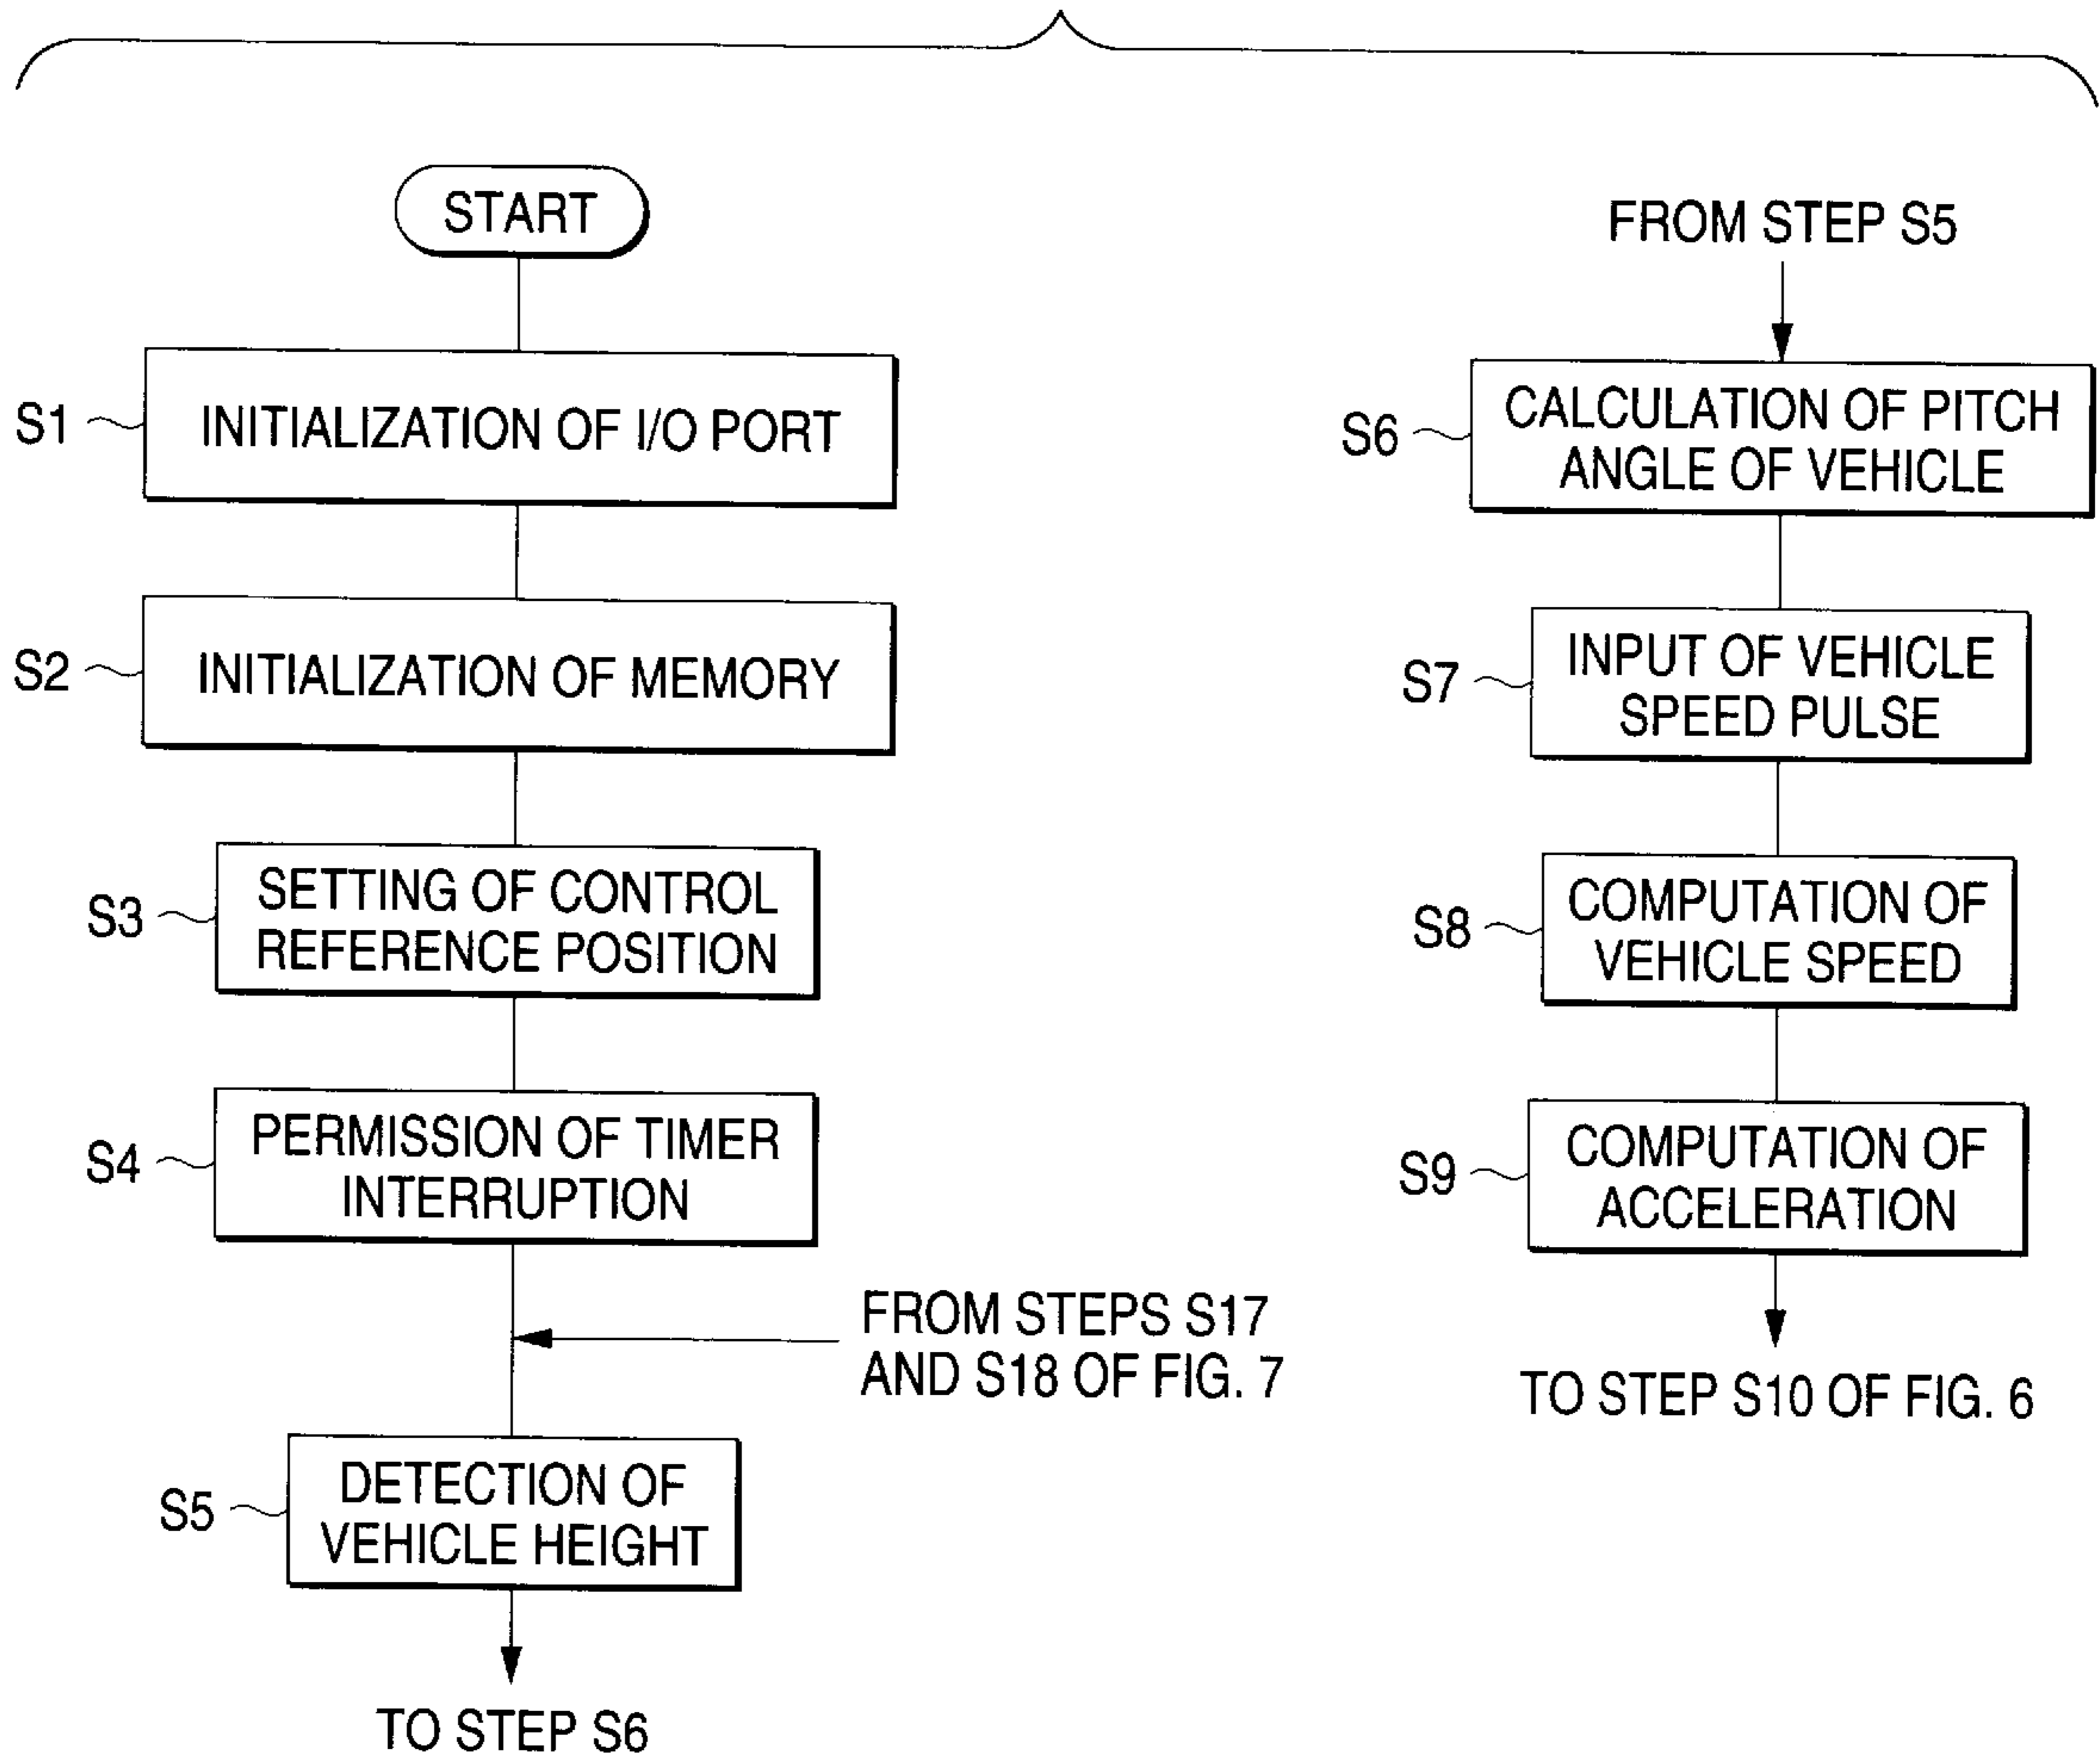 START
S1
INITIALIZATION OF I/O PORT
S2
INITIALIZATION OF MEMORY
S3
SETTING OF CONTROL
REFERENCE POSITION
S4
PERMISSION OF TIMER
INTERRUPTION
FROM STEPS S17
AND S18 OF FIG. 7
S5
DETECTION OF
VEHICLE HEIGHT
TO STEP S6
FROM STEP S5
S6
CALCULATION OF PITCH
ANGLE OF VEHICLE
S7
INPUT OF VEHICLE
SPEED PULSE
S8
COMPUTATION OF
VEHICLE SPEED
S9
COMPUTATION OF
ACCELERATION
TO STEP S10 OF FIG. 6